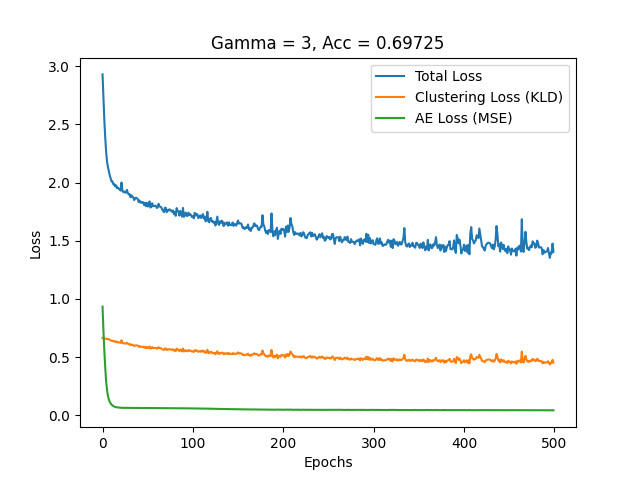 Gamma = 3, Acc = 0.69725
Total Loss
Clustering Loss (KLD)
AE Loss (MSE)
3.0
2.5
2.0
1.5
1.0
0.5
0.0
Loss
0 100 200 300 400 500
Epochs